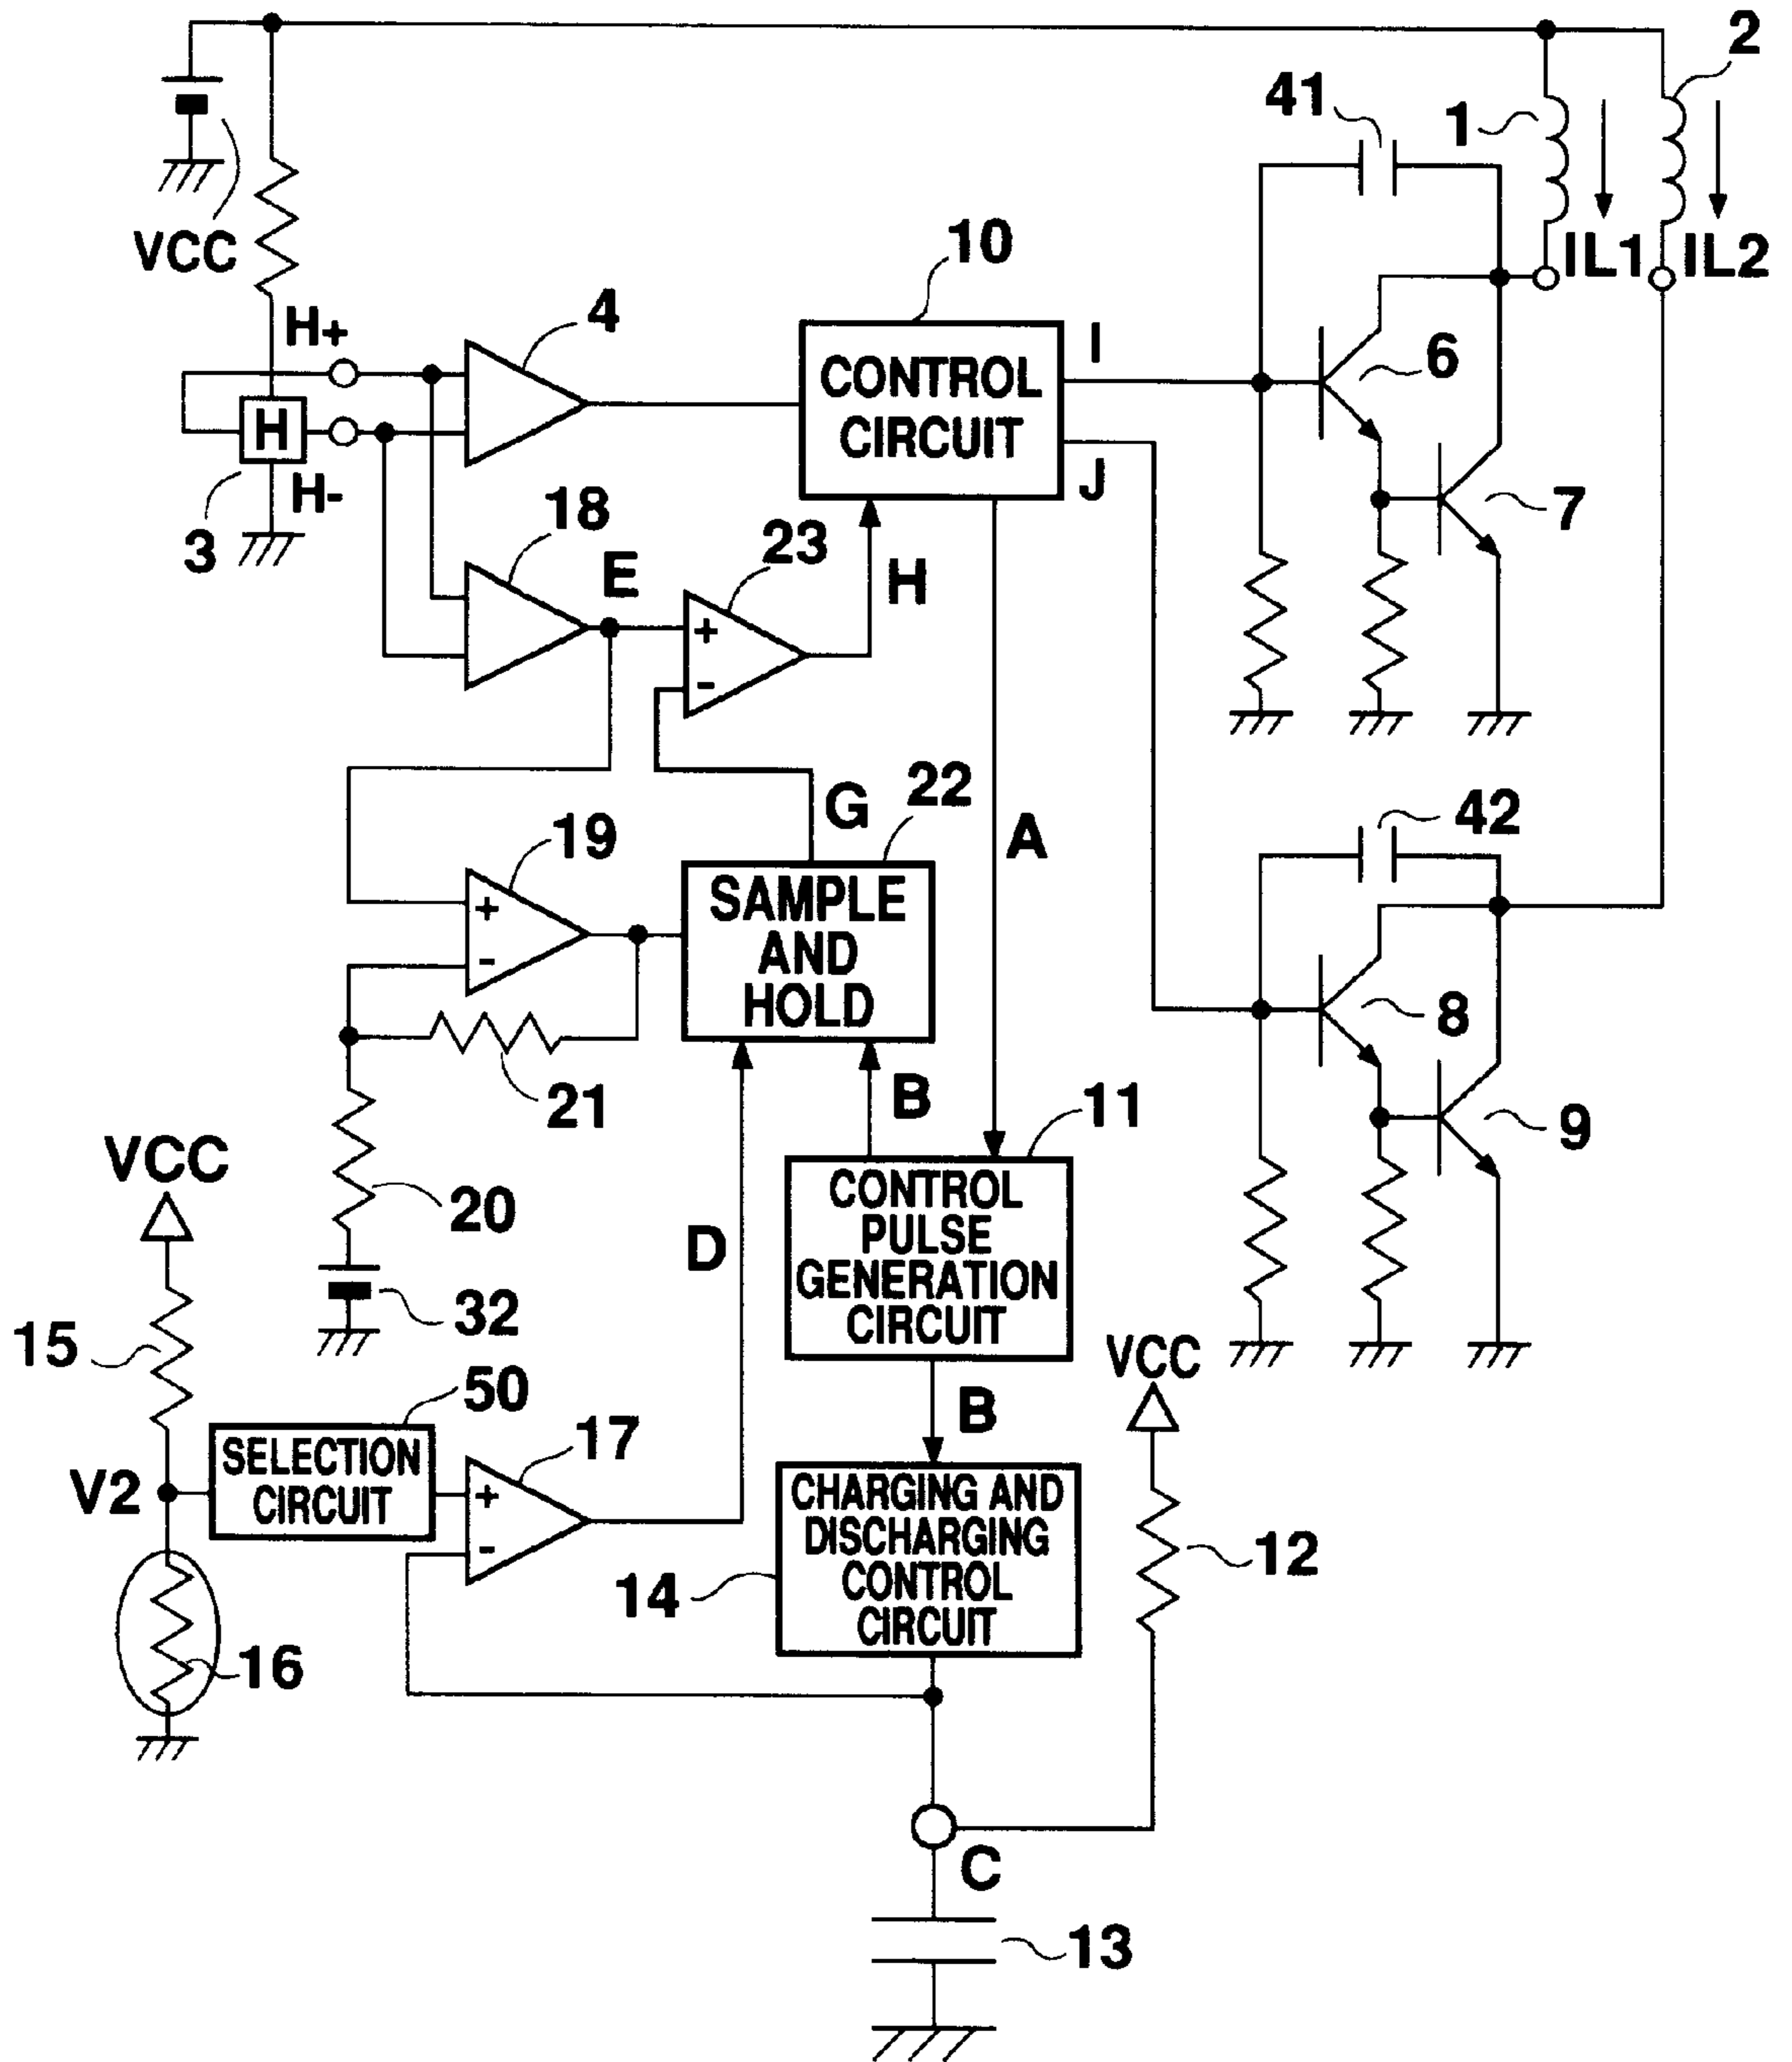 2
41
1
VCC
10
IL1
IL2
H+
4
I
CONTROL
CIRCUIT
6
H
H-
J
3
18
23
7
E
H
+
-
22
G
A
42
19
SAMPLE
AND
HOLD
+
-
8
21
B
11
9
VCC
20
CONTROL
PULSE
GENERATION
CIRCUIT
D
32
15
VCC
50
B
17
SELECTION
CIRCUIT
V2
+
-
CHARGING AND
DISCHARGING
CONTROL
CIRCUIT
12
14
16
C
13